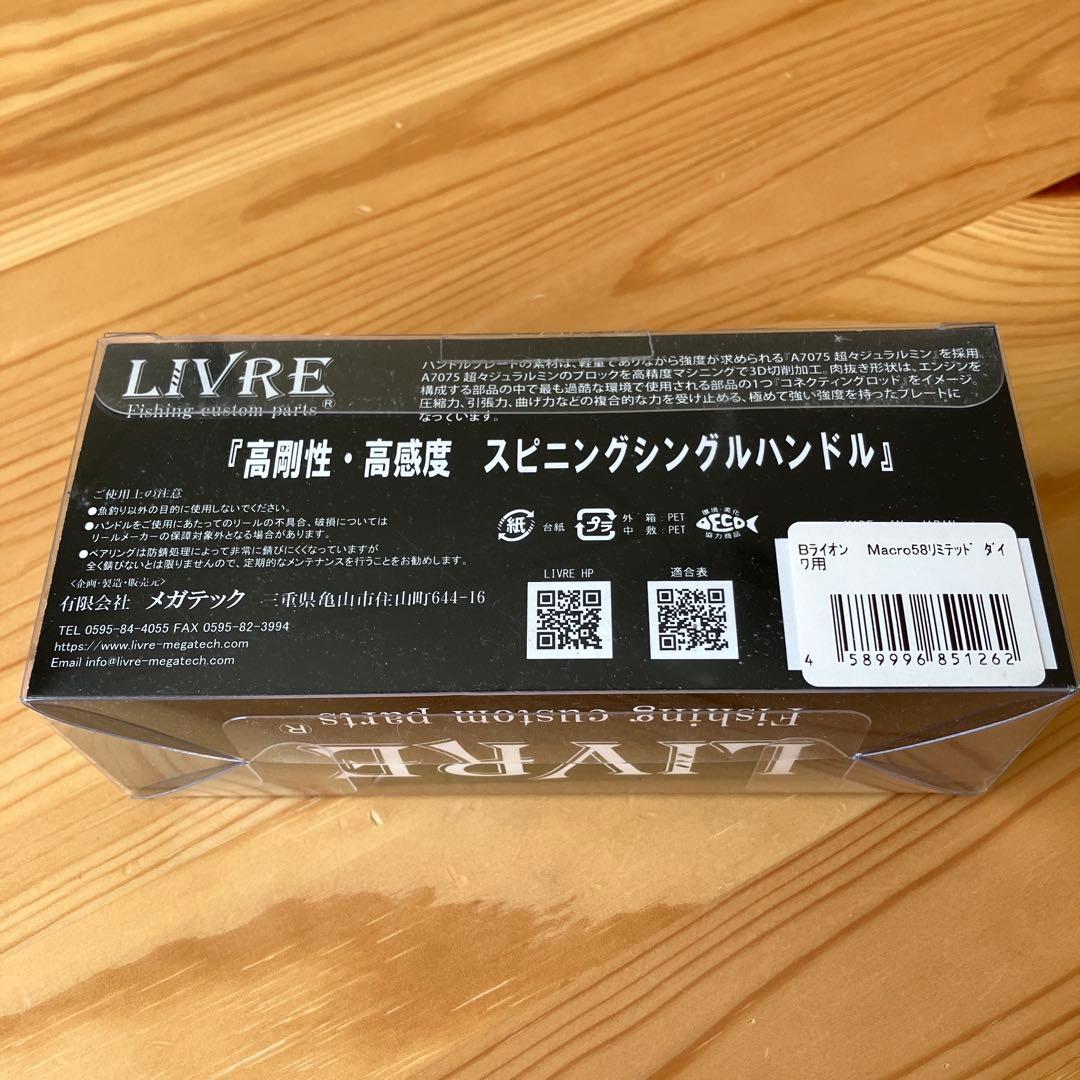 LIVRE®
Fishing custom parts
ハンドルプレートの素材は、軽量でありながら強度が求められる『A7075 超々ジュラルミン』を採用。
A7075 超々ジュラルミンのブロックを高精度マシニングで3D切削加工。肉抜き形状は、エンジンを
構成する部品の中で最も過酷な環境で使用される部品の1つ『コネクティングロッド』をイメージ。
圧縮力、引張力、曲げ力などの複合的な力を受け止める、極めて強い強度を持ったプレートに
なっています。
『高剛性・高感度 スピニングシングルハンドル』
ご使用上の注意
●魚釣り以外の目的に使用しないでください。
●ハンドルをご使用にあたってのリールの不具合、破損については
リールメーカーの保障対象外となる場合があります。
●ベアリングは防錆処理によって非常に錆びにくくなっていますが
全く錆びないとは限りませんので、定期的なメンテナンスを行うことをお勧めします。
<企画・製造・販売元>
有限会社 メガテック 三重県亀山市住山町644-16
TEL 0595-84-4055 FAX 0595-82-3994
https://www.livre-megatech.com
Email info@livre-megatech.com
紙 台紙
プラ 外箱:PET
中敷:PET
環境・美化
ECO
協力商品
LIVRE HP
適合表
Bライオン Macro58ﾘﾐﾃｯﾄﾞ ﾀﾞｲ
ﾜ用
4 589996 851262
Fishing custom parts
LIVRE®